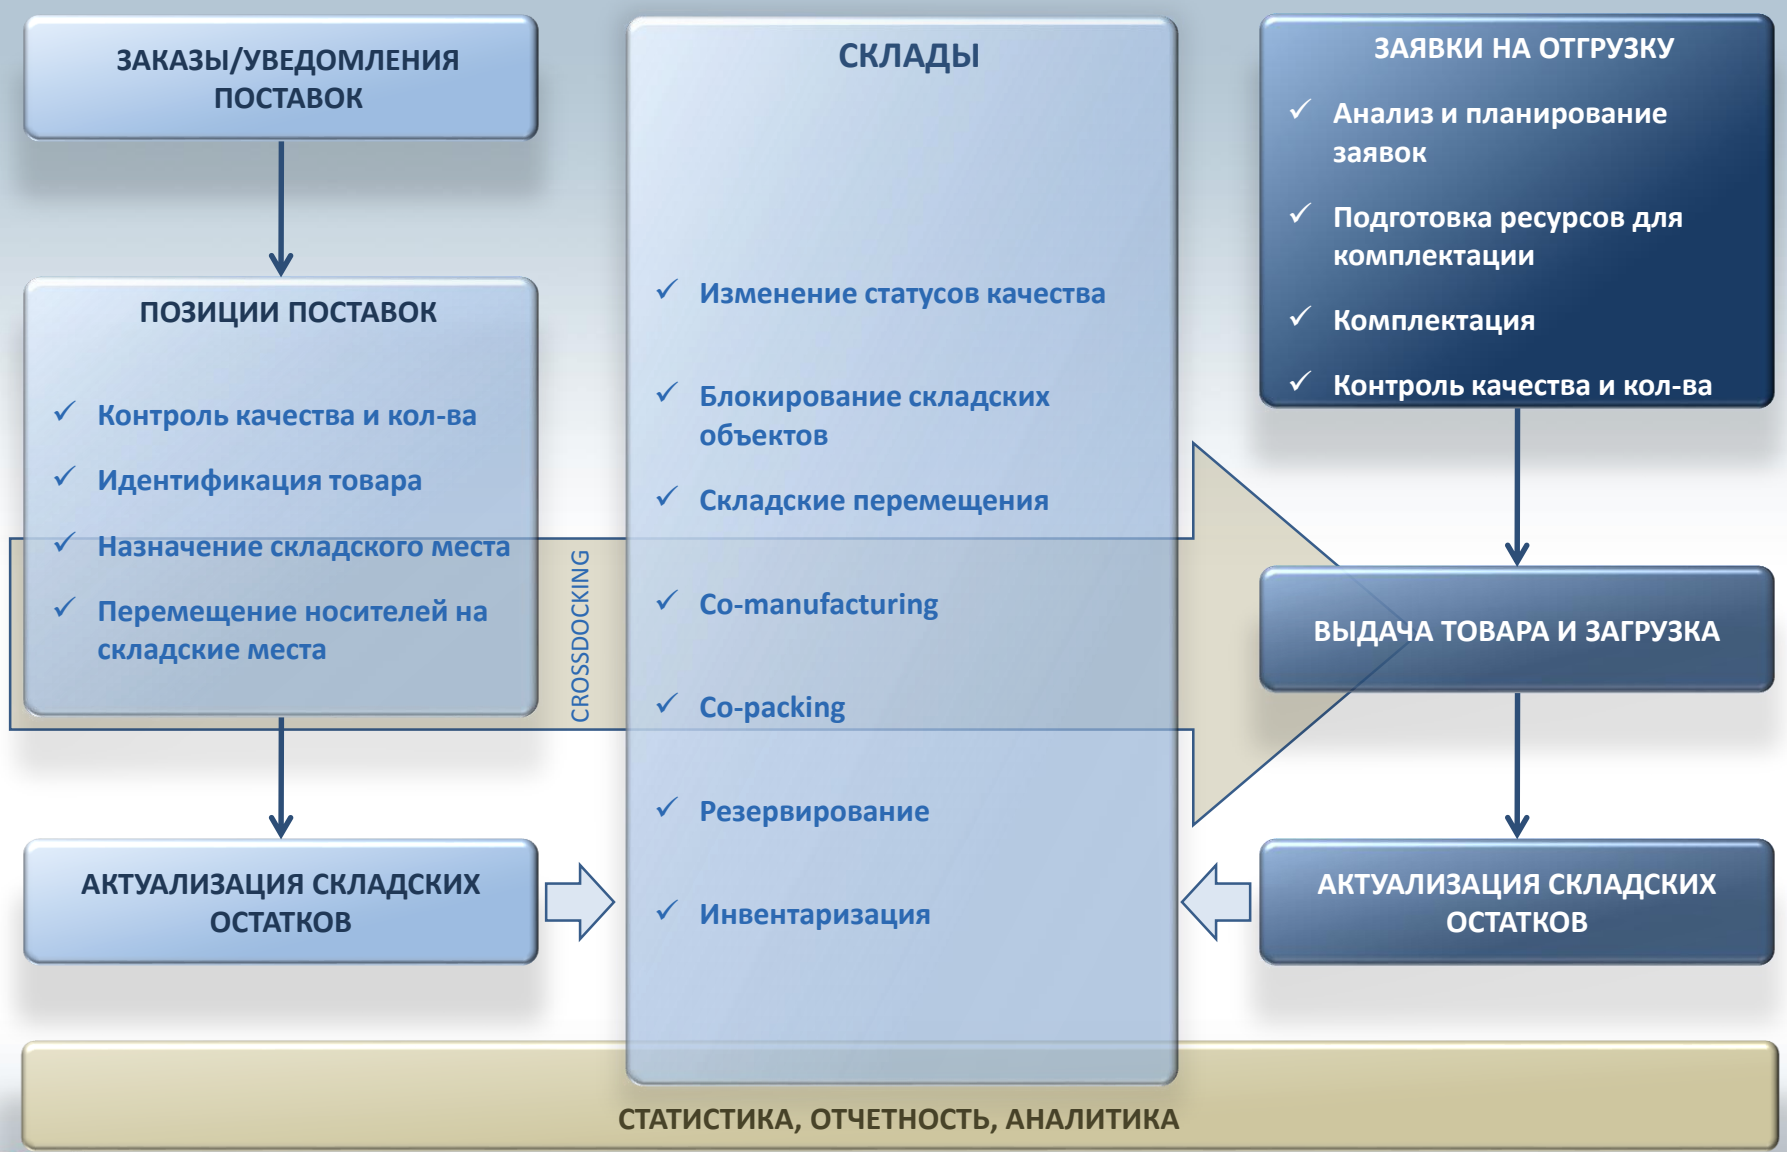 ЗАКАЗЫ/УВЕДОМЛЕНИЯ
ПОСТАВОК
ПОЗИЦИИ ПОСТАВОК
✓ Контроль качества и кол-ва
✓ Идентификация товара
✓ Назначение складского места
✓ Перемещение носителей на
складские места
АКТУАЛИЗАЦИЯ СКЛАДСКИХ
ОСТАТКОВ
CROSSDOCKING
СКЛАДЫ
✓ Изменение статусов качества
✓ Блокирование складских
объектов
✓ Складские перемещения
✓ Co-manufacturing
✓ Co-packing
✓ Резервирование
✓ Инвентаризация
ЗАЯВКИ НА ОТГРУЗКУ
✓ Анализ и планирование
заявок
✓ Подготовка ресурсов для
комплектации
✓ Комплектация
✓ Контроль качества и кол-ва
ВЫДАЧА ТОВАРА И ЗАГРУЗКА
АКТУАЛИЗАЦИЯ СКЛАДСКИХ
ОСТАТКОВ
СТАТИСТИКА, ОТЧЕТНОСТЬ, АНАЛИТИКА